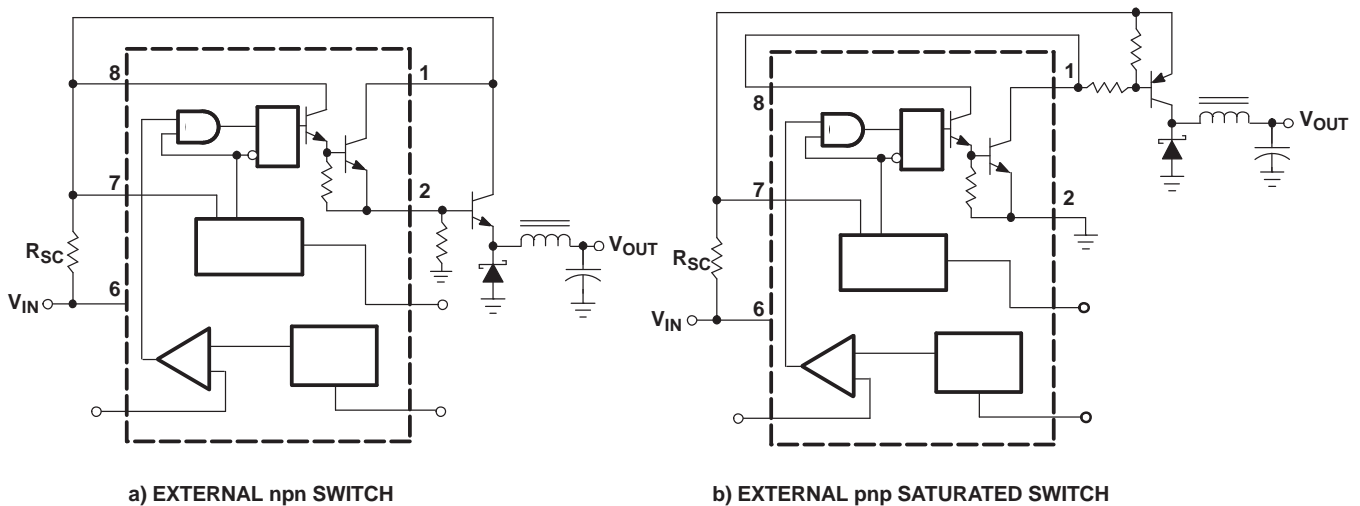 8
1
7
2
RSC
VIN
6
VOUT
a) EXTERNAL npn SWITCH
1
8
VOUT
7
2
RSC
VIN
6
b) EXTERNAL pnp SATURATED SWITCH